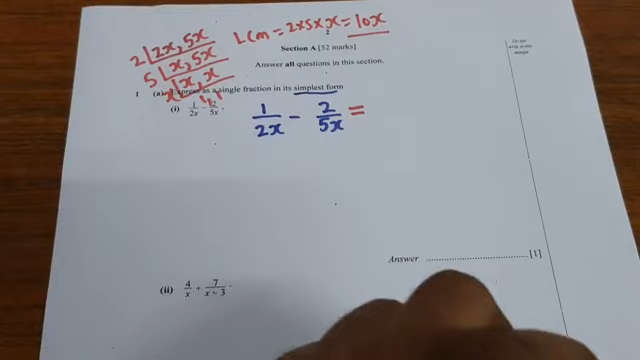 2 | 2x, 5x
5 | x, 5x
x | x, x
1, 1
LCM = 2x5xx = 10x
2
Section A [52 marks]
Answer all questions in this section.
Do not
write in this
margin
1 (a) Express as a single fraction in its simplest form
(i) 1/2x - 2/5x.
1/2x - 2/5x =
Answer ........................................ [1]
(ii) 4/x + 7/x - 3.